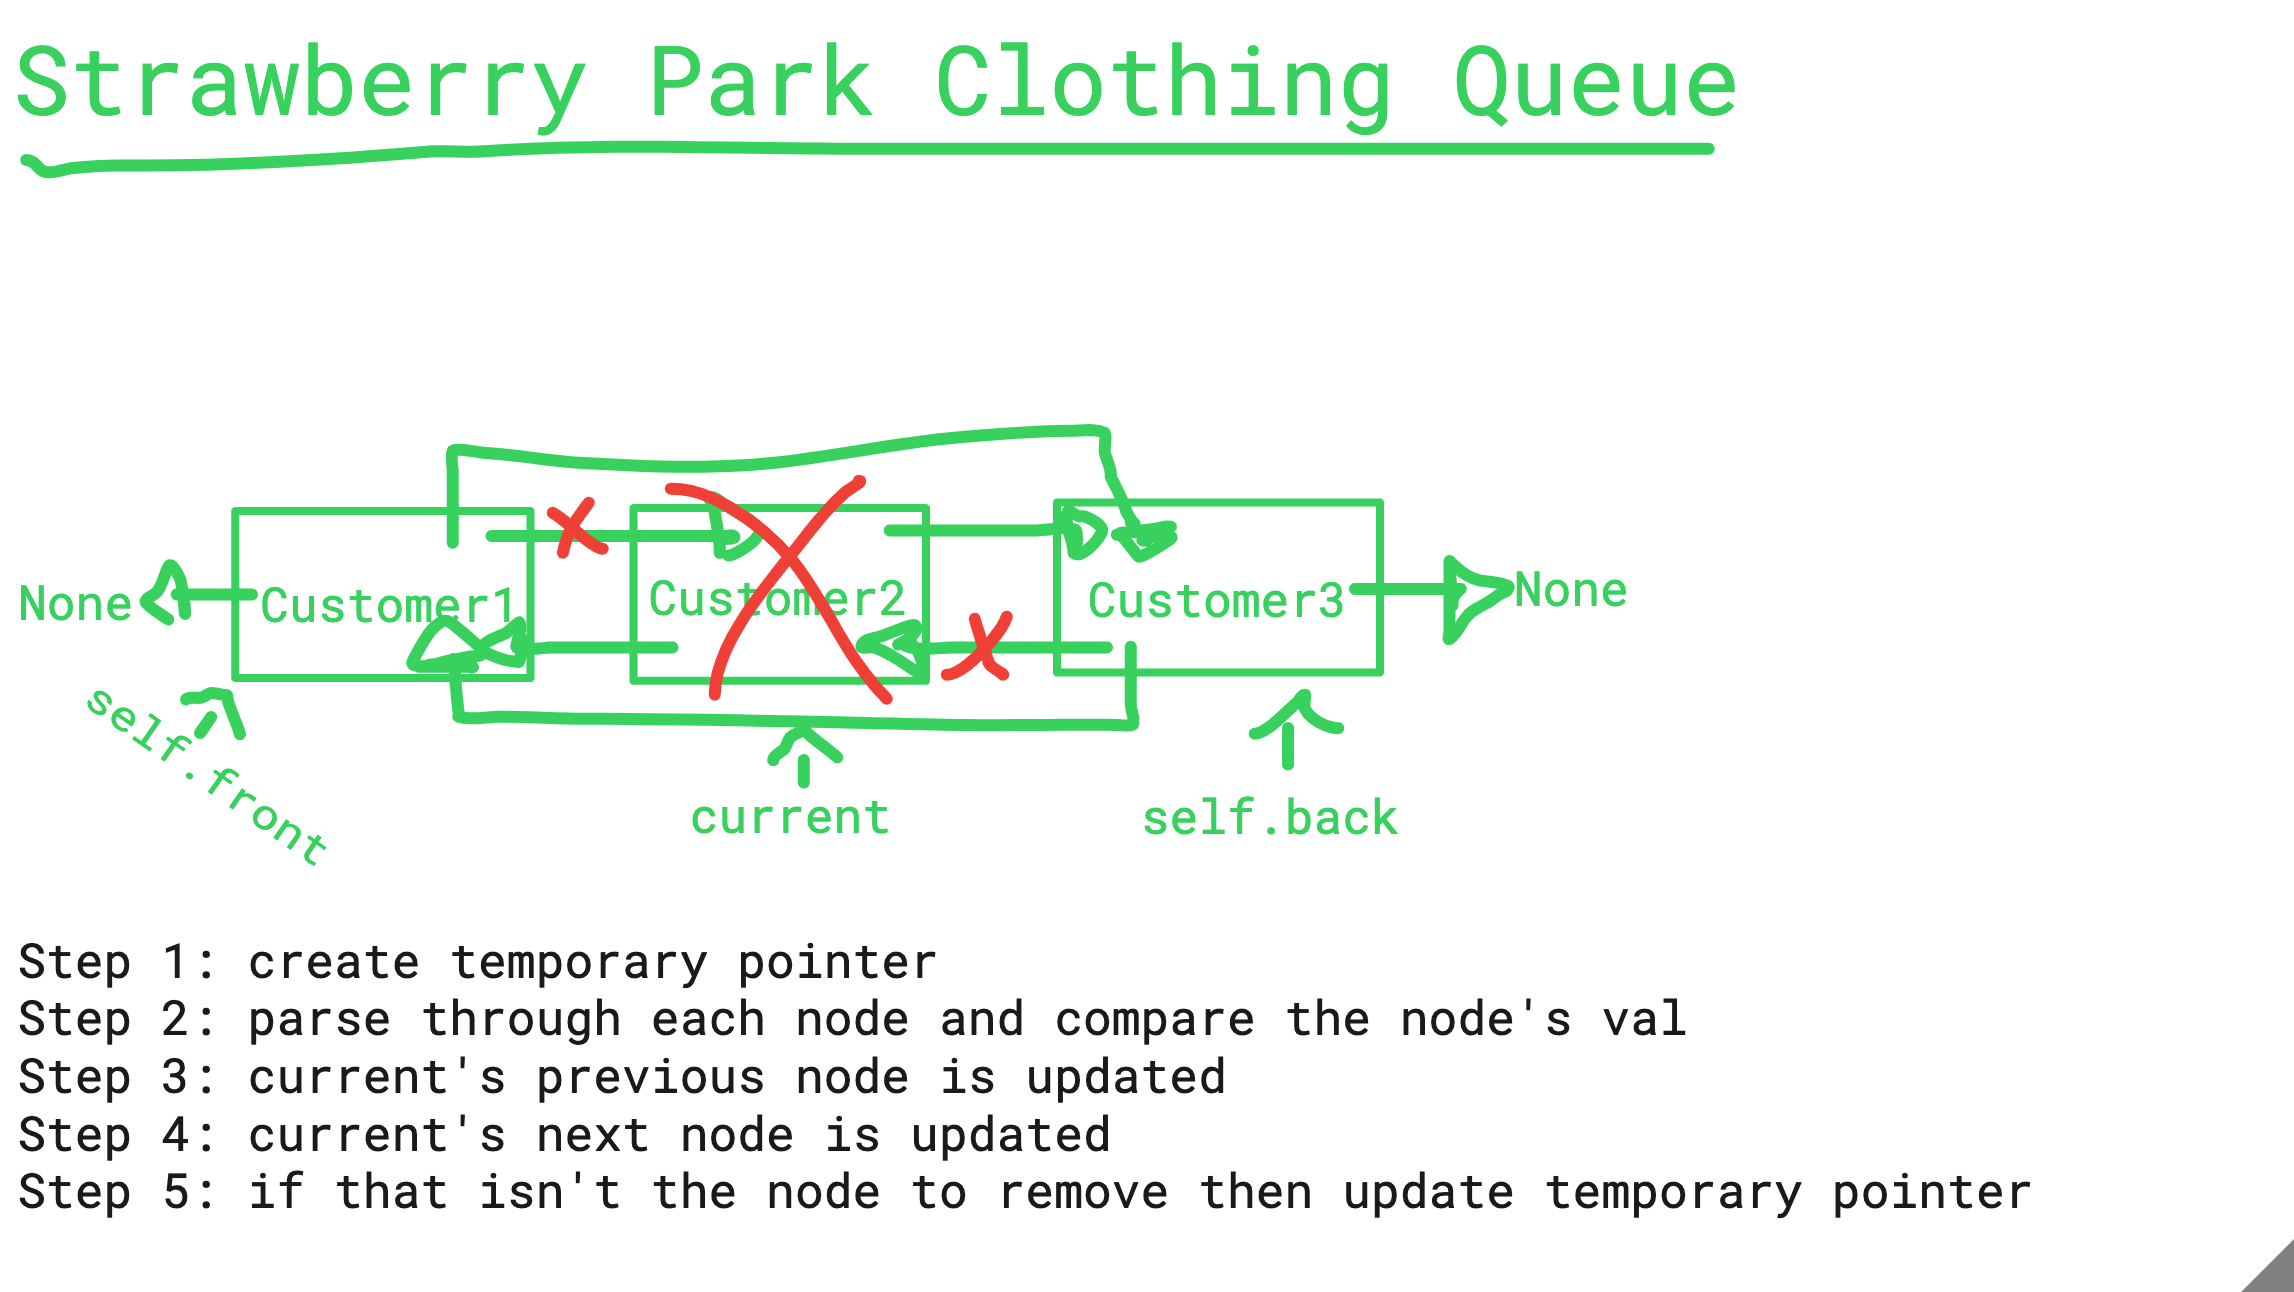 Strawberry Park Clothing Queue
None Customer1 Customer2 Customer3 None
self.front
current
self.back
Step 1: create temporary pointer
Step 2: parse through each node and compare the node's val
Step 3: current's previous node is updated
Step 4: current's next node is updated
Step 5: if that isn't the node to remove then update temporary pointer